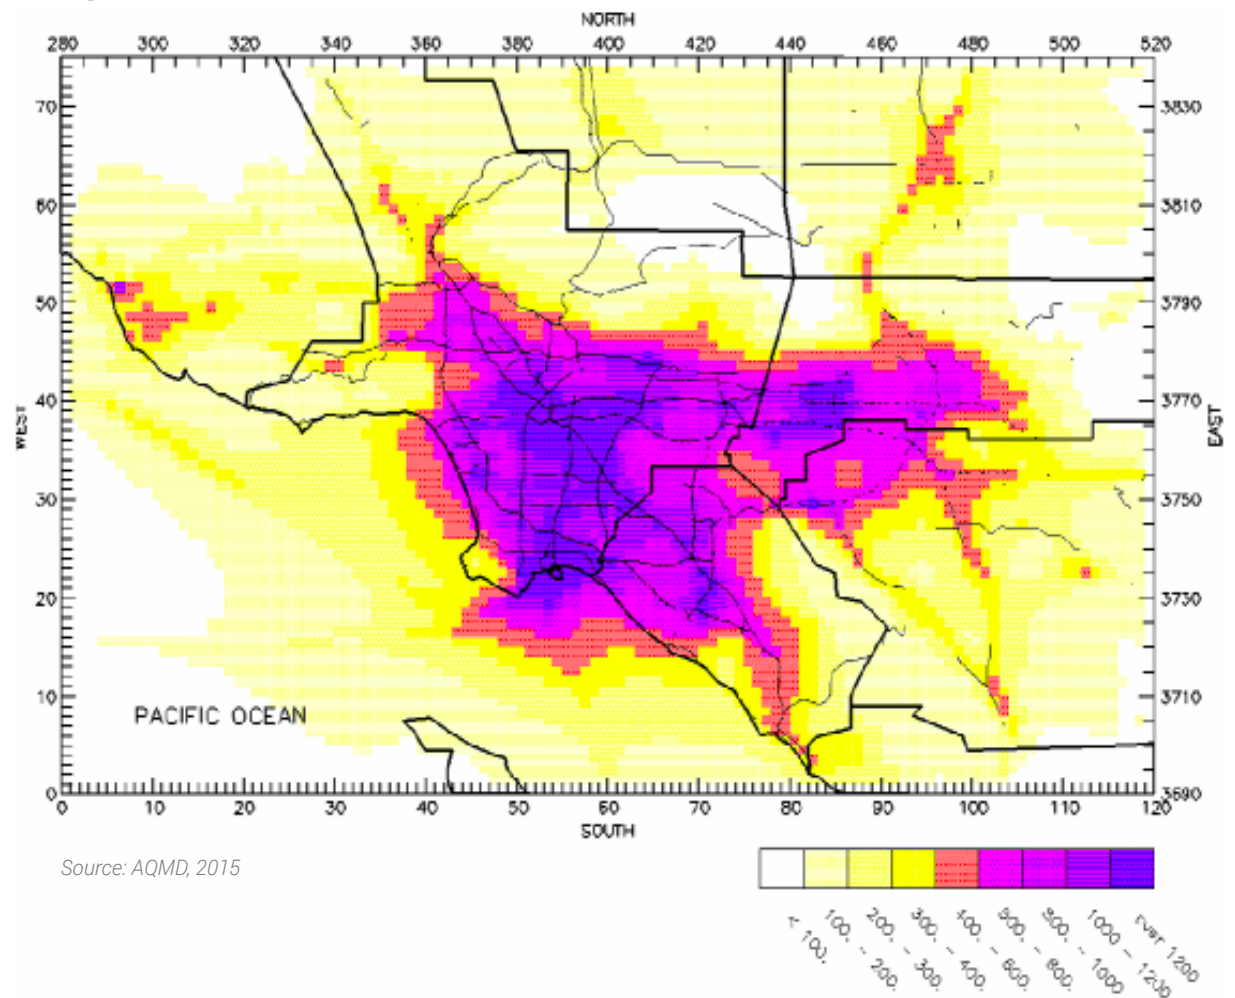 NORTH
280 300 320 340 360 380 400 420 440 460 480 500 520
70 3830
60 3810
50 3790
40 3770
WEST EAST
30 3750
20 3730
10 3710
PACIFIC OCEAN
0 3690
0 10 20 30 40 50 60 70 80 90 100 110 120
SOUTH
Source: AQMD, 2015
< 100.
100. - 200.
200. - 300.
300. - 400.
400. - 600.
600. - 800.
800. - 1000
1000 - 1200
over 1200